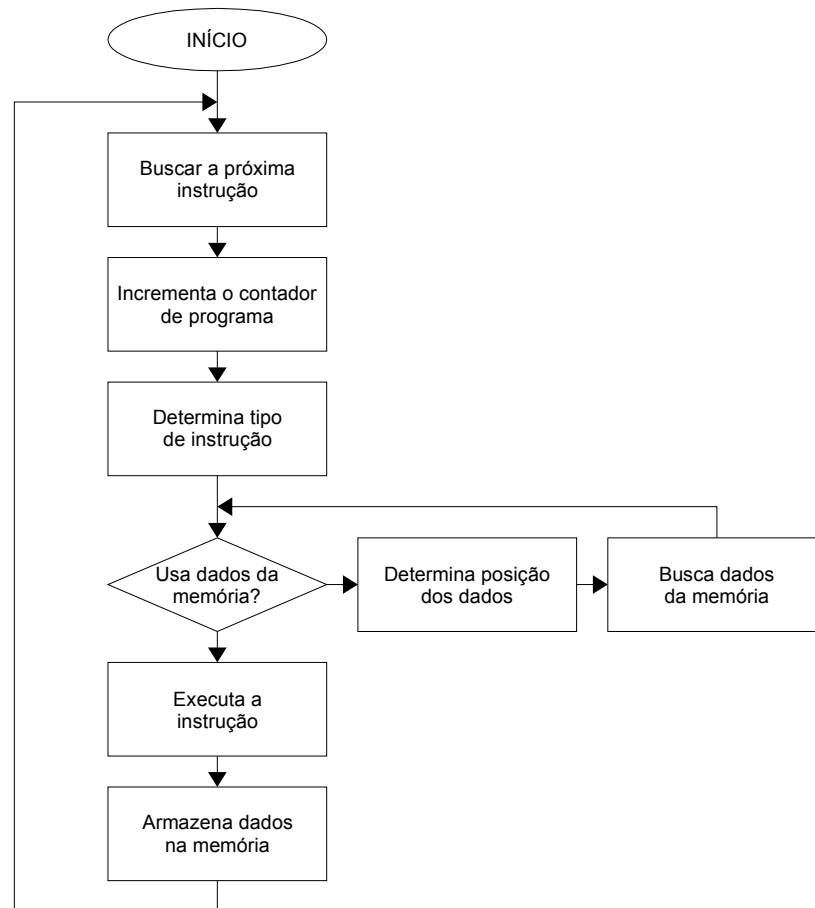 INÍCIO
Buscar a próxima
instrução
Incrementa o contador
de programa
Determina tipo
de instrução
Usa dados da
memória?
Determina posição
dos dados
Busca dados
da memória
Executa a
instrução
Armazena dados
na memória